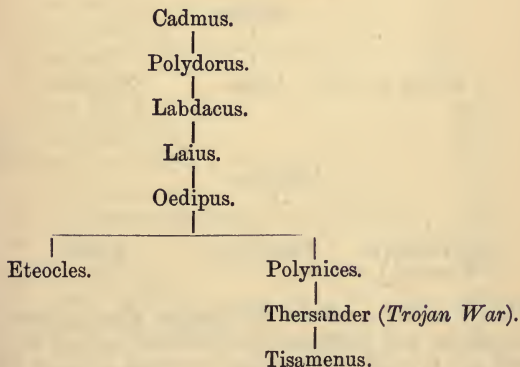 Cadmus.
Polydorus.
Labdacus.
Laius.
Oedipus.
Eteocles. Polynices.
Thersander (Trojan War).
Tisamenus.